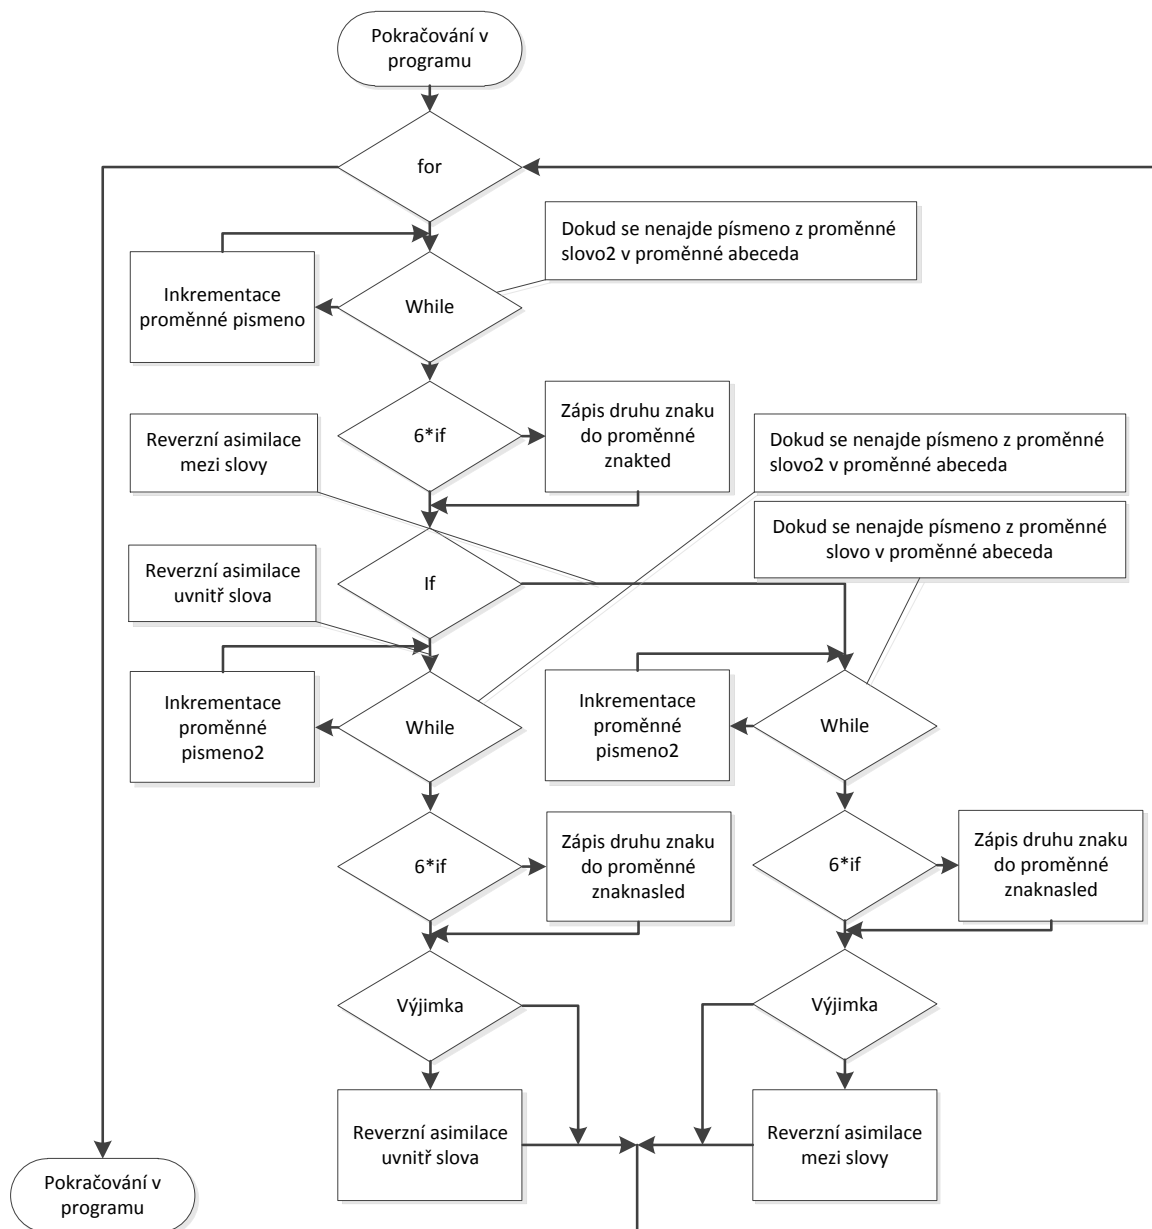 Pokračování v
programu
for
Dokud se nenajde písmeno z proměnné
slovo2 v proměnné abeceda
Inkrementace
proměnné pismeno
While
6*if
Zápis druhu znaku
do proměnné
znakted
Reverzní asimilace
mezi slovy
Dokud se nenajde písmeno z proměnné
slovo2 v proměnné abeceda
Dokud se nenajde písmeno z proměnné
slovo v proměnné abeceda
Reverzní asimilace
uvnitř slova
If
Inkrementace
proměnné
pismeno2
While
Inkrementace
proměnné
pismeno2
While
6*if
Zápis druhu znaku
do proměnné
znaknasled
6*if
Zápis druhu znaku
do proměnné
znaknasled
Výjimka
Výjimka
Reverzní asimilace
uvnitř slova
Reverzní asimilace
mezi slovy
Pokračování v
programu